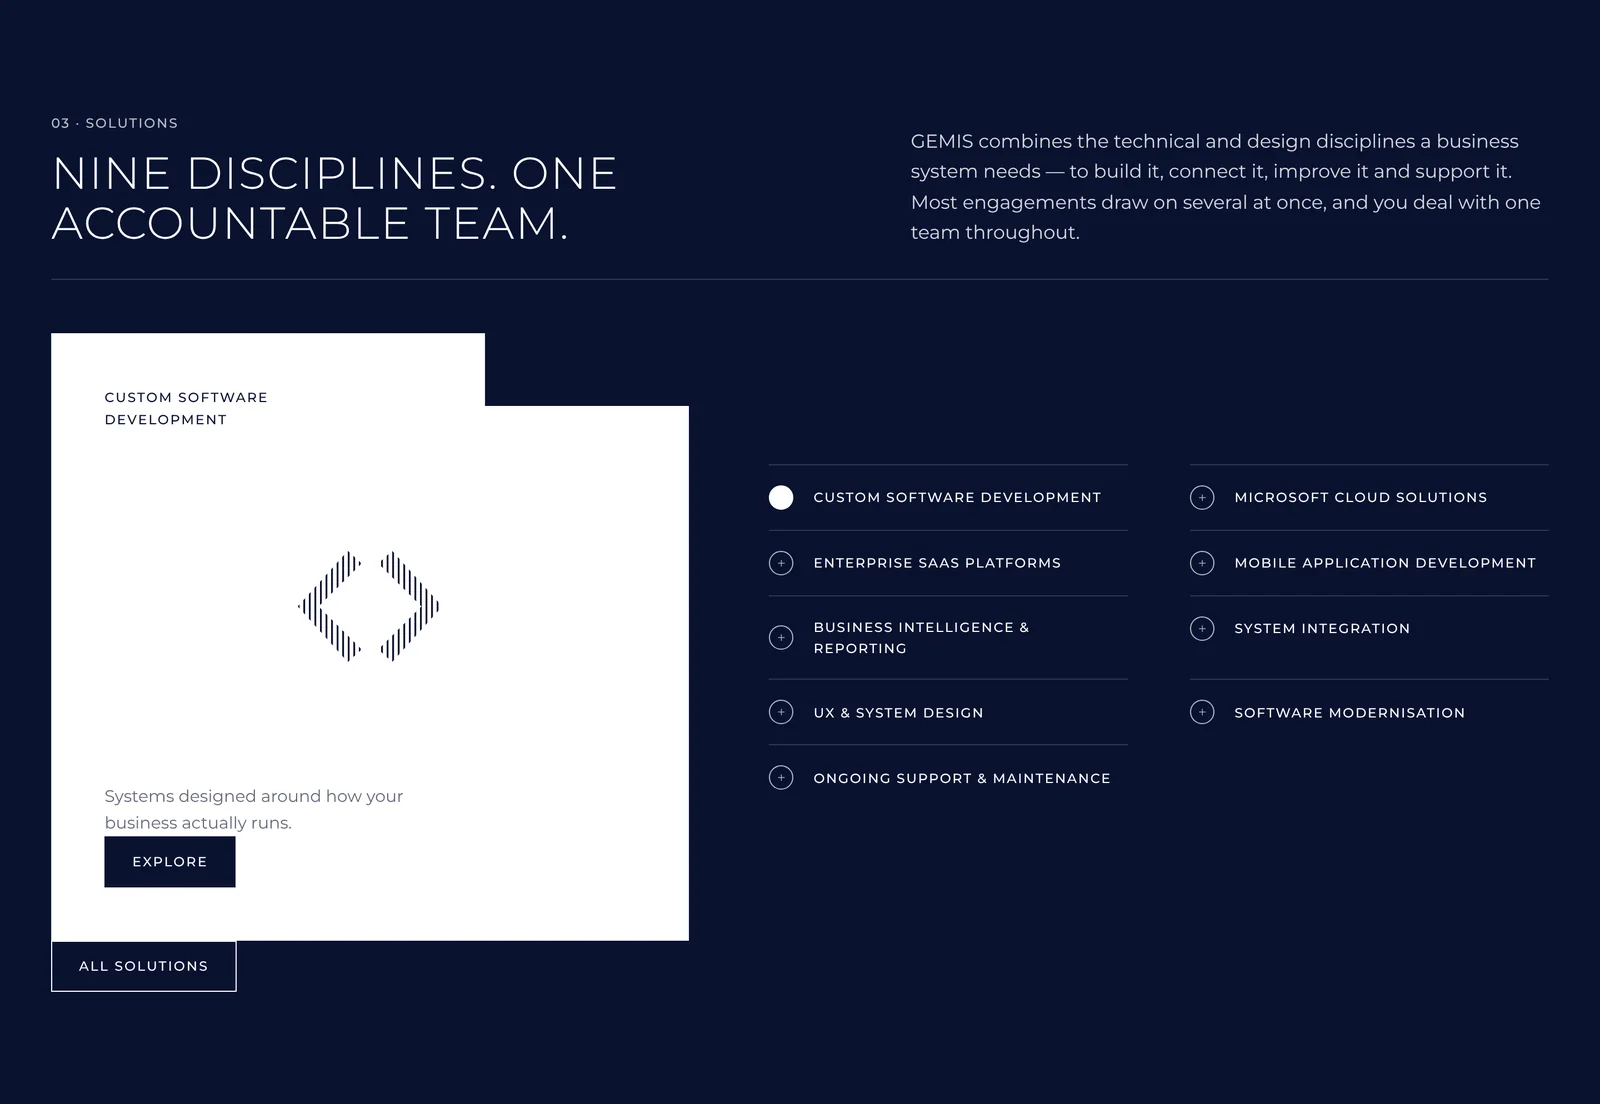 03 · SOLUTIONS
NINE DISCIPLINES. ONE
ACCOUNTABLE TEAM.
GEMIS combines the technical and design disciplines a business
system needs — to build it, connect it, improve it and support it.
Most engagements draw on several at once, and you deal with one
team throughout.
CUSTOM SOFTWARE
DEVELOPMENT
Systems designed around how your
business actually runs.
EXPLORE
ALL SOLUTIONS
CUSTOM SOFTWARE DEVELOPMENT
MICROSOFT CLOUD SOLUTIONS
ENTERPRISE SAAS PLATFORMS
MOBILE APPLICATION DEVELOPMENT
BUSINESS INTELLIGENCE &
REPORTING
SYSTEM INTEGRATION
UX & SYSTEM DESIGN
SOFTWARE MODERNISATION
ONGOING SUPPORT & MAINTENANCE